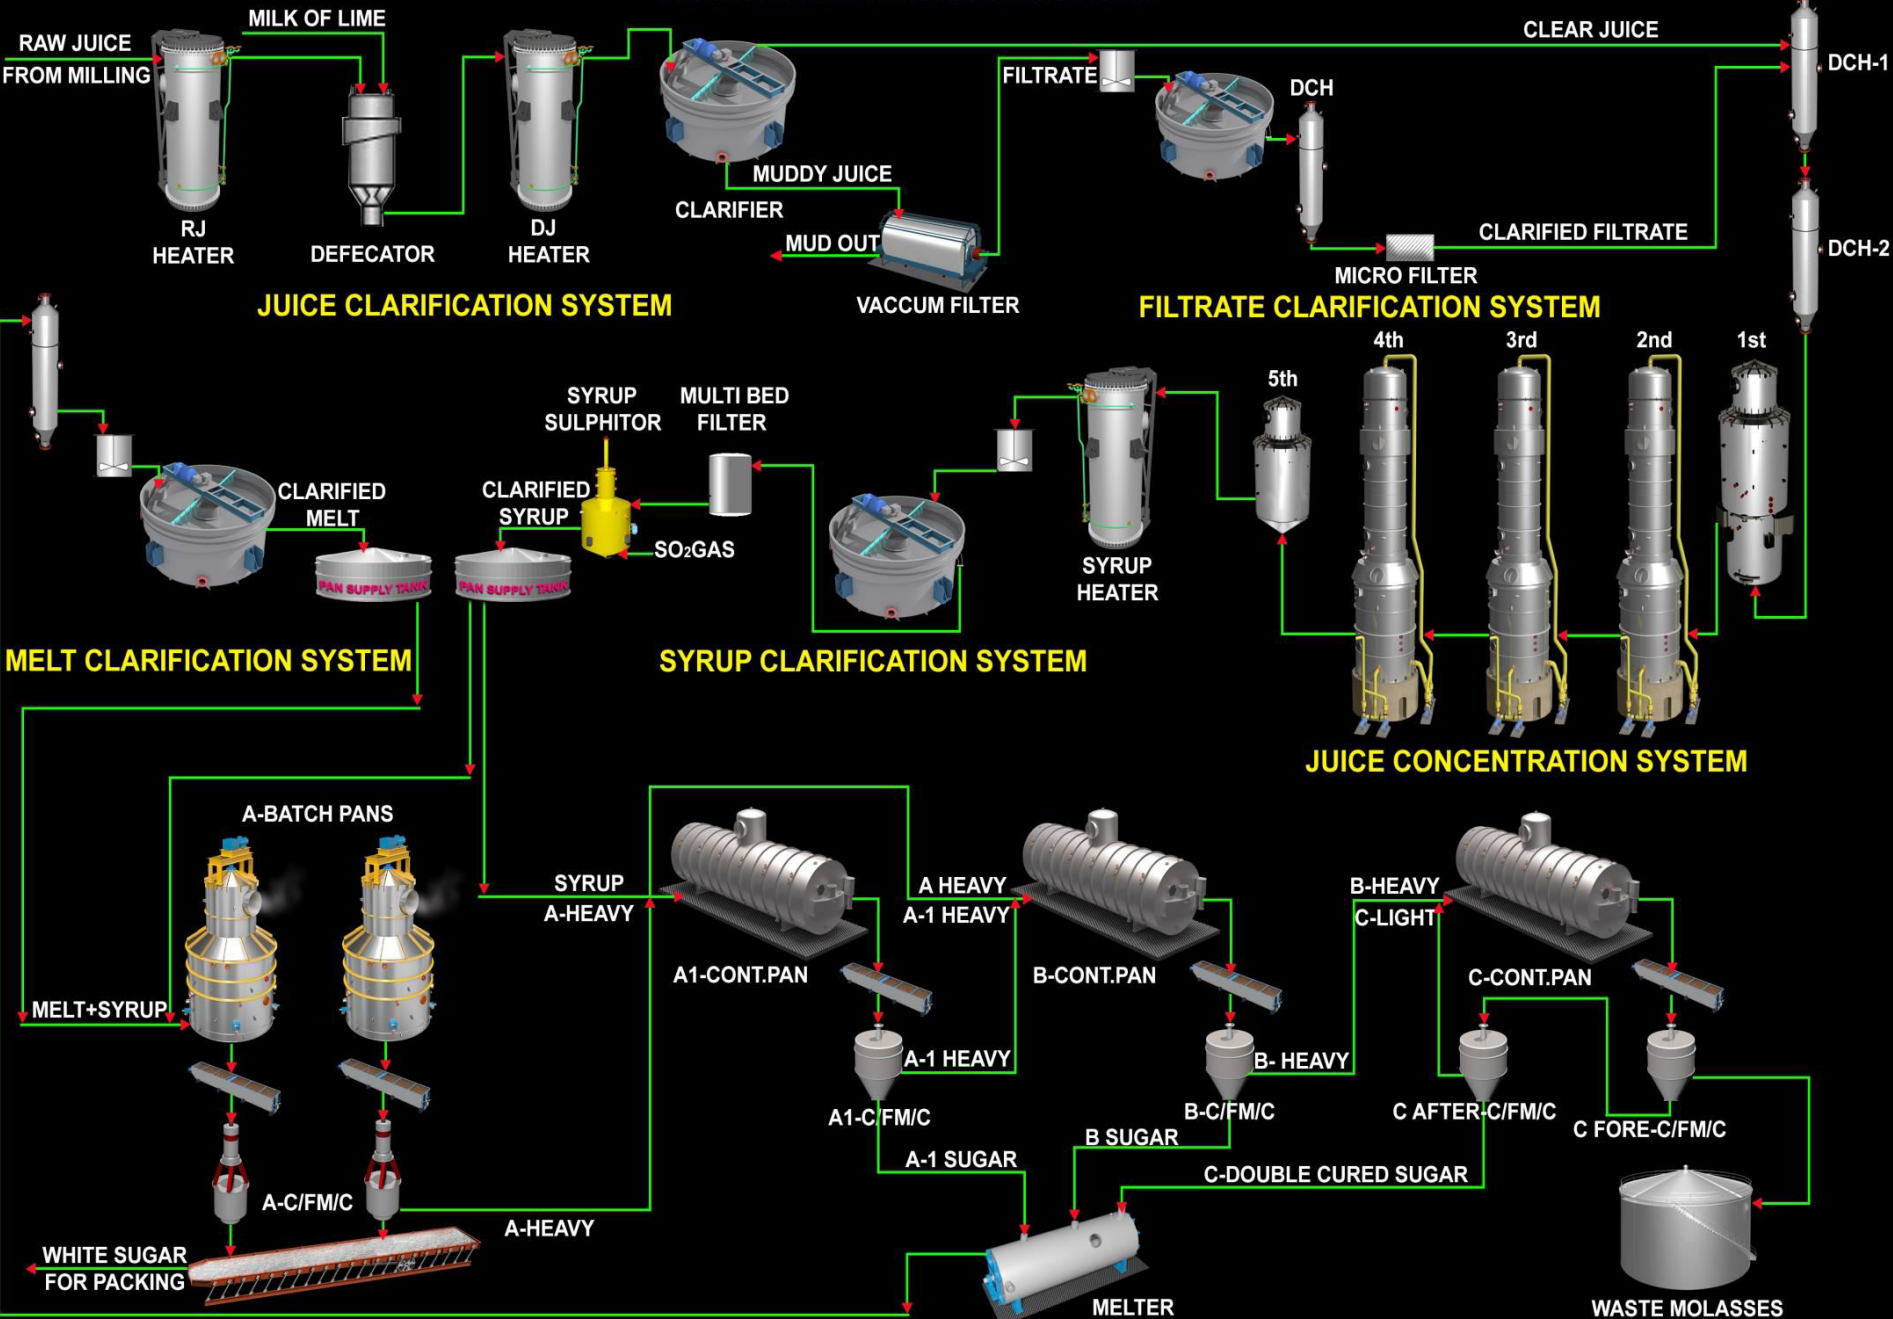 MILK OF LIME
RAW JUICE
FROM MILLING
RJ
HEATER
DEFECATOR
DJ
HEATER
CLARIFIER
MUDDY JUICE
MUD OUT
VACCUM FILTER
JUICE CLARIFICATION SYSTEM
FILTRATE
DCH
CLEAR JUICE
DCH-1
CLARIFIED FILTRATE
MICRO FILTER
DCH-2
FILTRATE CLARIFICATION SYSTEM
4th
3rd
2nd
1st
5th
SYRUP
HEATER
JUICE CONCENTRATION SYSTEM
MULTI BED
FILTER
SYRUP
SULPHITOR
SO2GAS
CLARIFIED
SYRUP
PAN SUPPLY TANK
SYRUP CLARIFICATION SYSTEM
CLARIFIED
MELT
PAN SUPPLY TANK
MELT CLARIFICATION SYSTEM
A-BATCH PANS
MELT+SYRUP
A-C/FM/C
A-HEAVY
WHITE SUGAR
FOR PACKING
SYRUP
A-HEAVY
A1-CONT.PAN
A-1 HEAVY
A1-C/FM/C
A-1 SUGAR
A HEAVY
A-1 HEAVY
B-CONT.PAN
B- HEAVY
B-C/FM/C
B SUGAR
B-HEAVY
C-LIGHT
C-CONT.PAN
C AFTER-C/FM/C
C FORE-C/FM/C
C-DOUBLE CURED SUGAR
MELTER
WASTE MOLASSES